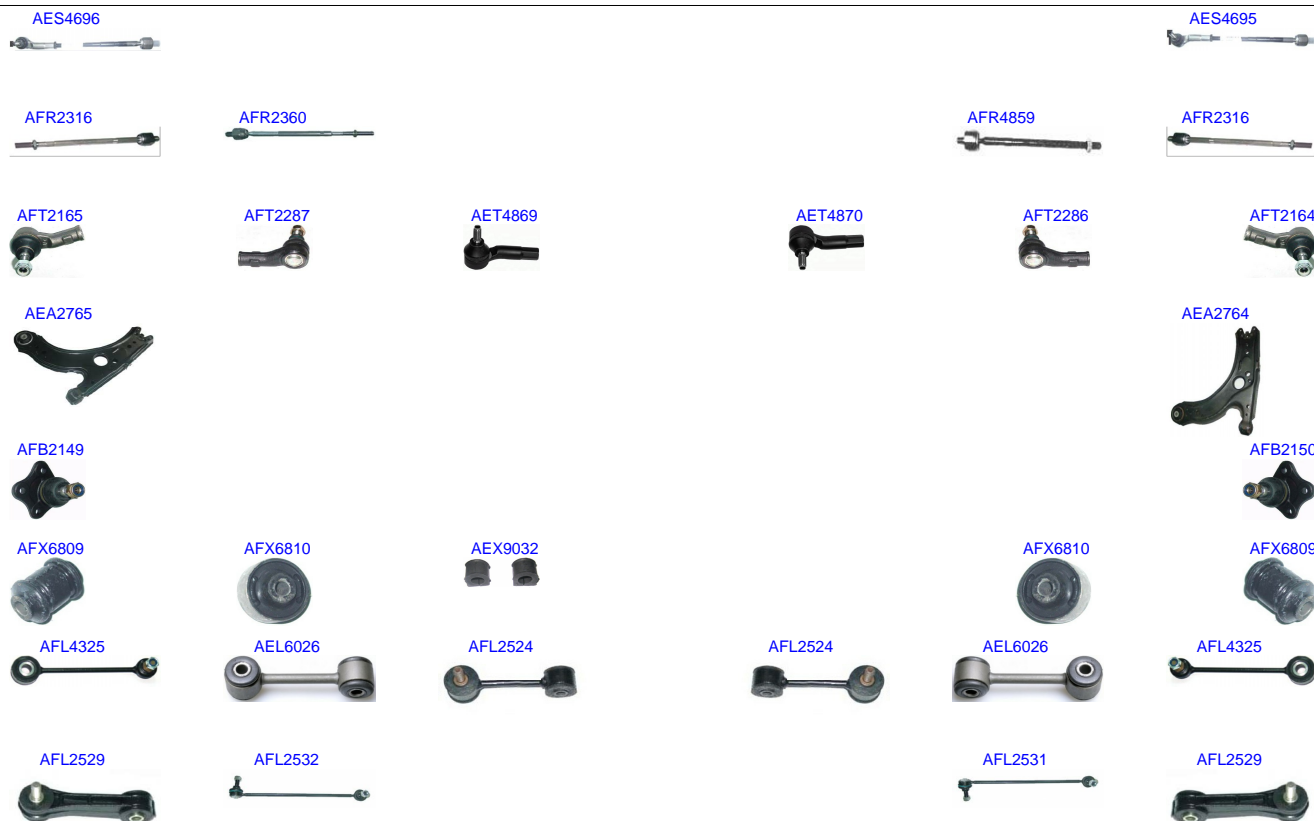 AES4696 AES4695
AFR2316 AFR2360 AFR4859 AFR2316
AFT2165 AFT2287 AET4869 AET4870 AFT2286 AFT2164
AEA2765 AEA2764
AFB2149 AFB2150
AFX6809 AFX6810 AEX9032 AFX6810 AFX6809
AFL4325 AEL6026 AFL2524 AFL2524 AEL6026 AFL4325
AFL2529 AFL2532 AFL2531 AFL2529